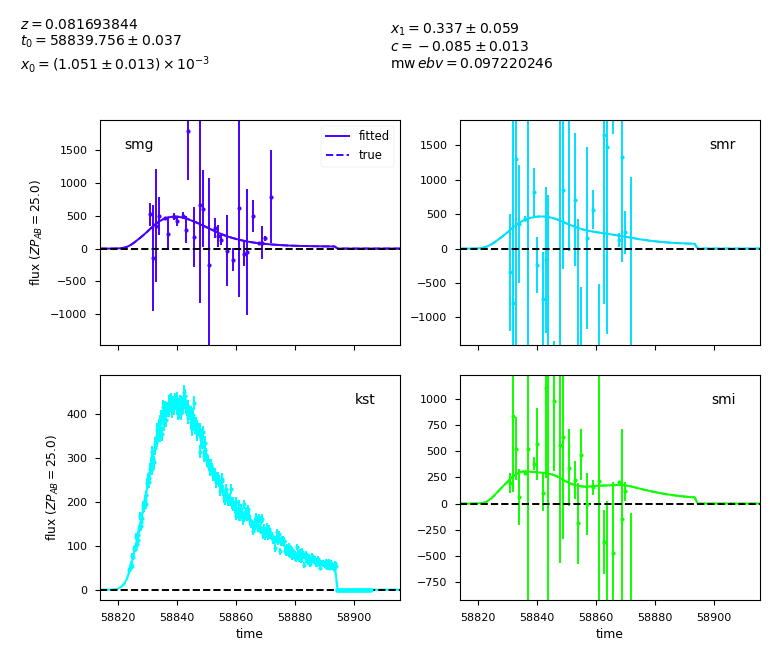 z = 0.081693844
t₀ = 58839.756 ± 0.037
x₀ = (1.051 ± 0.013) × 10⁻³
x₁ = 0.337 ± 0.059
c = −0.085 ± 0.013
mw ebv = 0.097220246
smg
fitted
true
1500
1000
500
0
−500
−1000
flux (ZP_AB = 25.0)
smr
1500
1000
500
0
−500
−1000
kst
400
300
200
100
0
flux (ZP_AB = 25.0)
58820 58840 58860 58880 58900
time
smi
1000
750
500
250
0
−250
−500
−750
58820 58840 58860 58880 58900
time